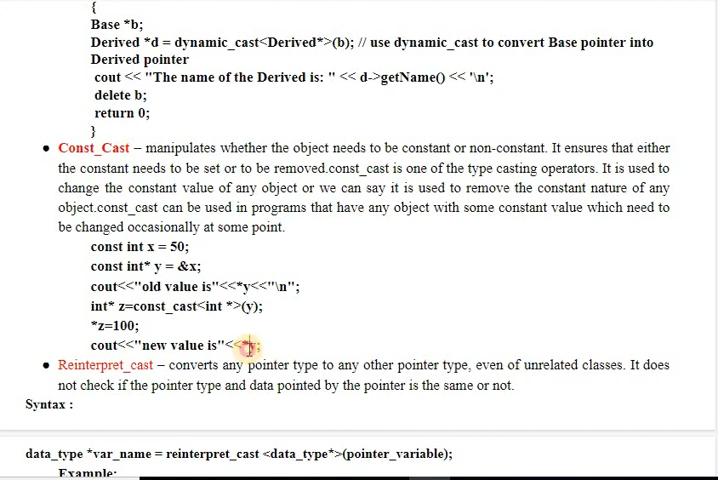 {
Base *b;
Derived *d = dynamic_cast<Derived*>(b); // use dynamic_cast to convert Base pointer into
Derived pointer
cout << "The name of the Derived is: " << d->getName() << '\n';
delete b;
return 0;
}
• Const_Cast – manipulates whether the object needs to be constant or non-constant. It ensures that either
the constant needs to be set or to be removed.const_cast is one of the type casting operators. It is used to
change the constant value of any object or we can say it is used to remove the constant nature of any
object.const_cast can be used in programs that have any object with some constant value which need to
be changed occasionally at some point.
const int x = 50;
const int* y = &x;
cout<<"old value is"<<*y<<"\n";
int* z=const_cast<int *>(y);
*z=100;
cout<<"new value is"<<*y;
• Reinterpret_cast – converts any pointer type to any other pointer type, even of unrelated classes. It does
not check if the pointer type and data pointed by the pointer is the same or not.
Syntax :
data_type *var_name = reinterpret_cast <data_type*>(pointer_variable);
Example: